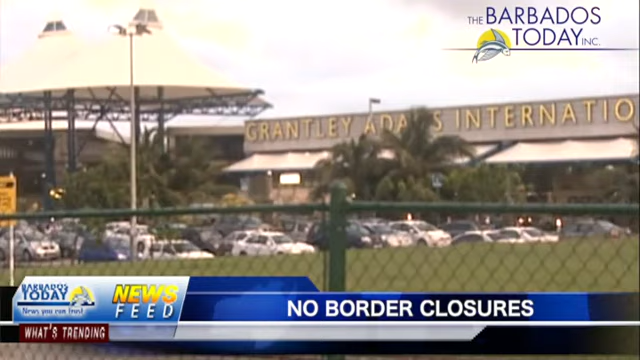 THE BARBADOS
TODAY INC.
GRANTLEY ADAMS INTERNATIO
BARBADOS
TODAY
News you can trust
NEWS
FEED
NO BORDER CLOSURES
WHAT'S TRENDING